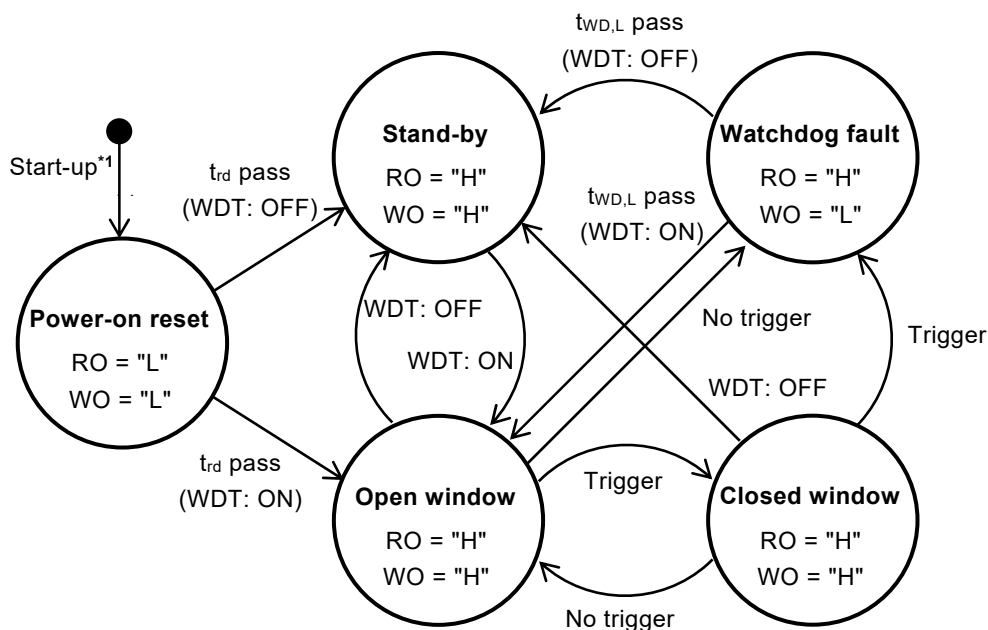 tWD,L pass
(WDT: OFF)
Stand-by
RO = "H"
WO = "H"
Watchdog fault
RO = "H"
WO = "L"
Start-up*1
trd pass
(WDT: OFF)
tWD,L pass
(WDT: ON)
Power-on reset
RO = "L"
WO = "L"
WDT: OFF
WDT: ON
No trigger
Trigger
WDT: OFF
trd pass
(WDT: ON)
Open window
RO = "H"
WO = "H"
Trigger
Closed window
RO = "H"
WO = "H"
No trigger